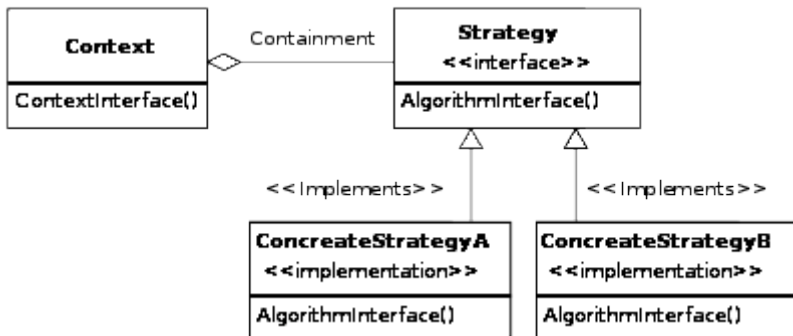 Context
ContextInterface()
Containment
Strategy
<<interface>>
AlgorithmInterface()
<<Implements>>
<<Implements>>
ConcreateStrategyA
<<implementation>>
AlgorithmInterface()
ConcreateStrategyB
<<implementation>>
AlgorithmInterface()